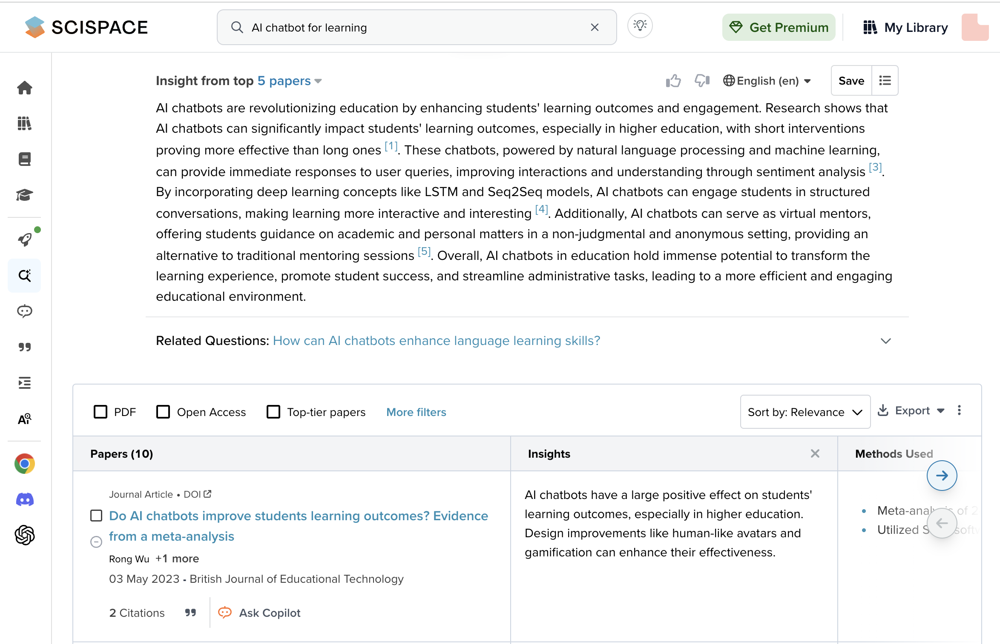 SCISPACE
AI chatbot for learning
Get Premium
My Library
Insight from top 5 papers
English (en)
Save
AI chatbots are revolutionizing education by enhancing students' learning outcomes and engagement. Research shows that
AI chatbots can significantly impact students' learning outcomes, especially in higher education, with short interventions
proving more effective than long ones [1]. These chatbots, powered by natural language processing and machine learning,
can provide immediate responses to user queries, improving interactions and understanding through sentiment analysis [3].
By incorporating deep learning concepts like LSTM and Seq2Seq models, AI chatbots can engage students in structured
conversations, making learning more interactive and interesting [4]. Additionally, AI chatbots can serve as virtual mentors,
offering students guidance on academic and personal matters in a non-judgmental and anonymous setting, providing an
alternative to traditional mentoring sessions [5]. Overall, AI chatbots in education hold immense potential to transform the
learning experience, promote student success, and streamline administrative tasks, leading to a more efficient and engaging
educational environment.
Related Questions: How can AI chatbots enhance language learning skills?
PDF
Open Access
Top-tier papers
More filters
Sort by: Relevance
Export
Papers (10)
Insights
Methods Used
Journal Article • DOI
Do AI chatbots improve students learning outcomes? Evidence
from a meta-analysis
Rong Wu +1 more
03 May 2023 - British Journal of Educational Technology
2 Citations
Ask Copilot
AI chatbots have a large positive effect on students'
learning outcomes, especially in higher education.
Design improvements like human-like avatars and
gamification can enhance their effectiveness.
• Meta-analysis of
• Utilized